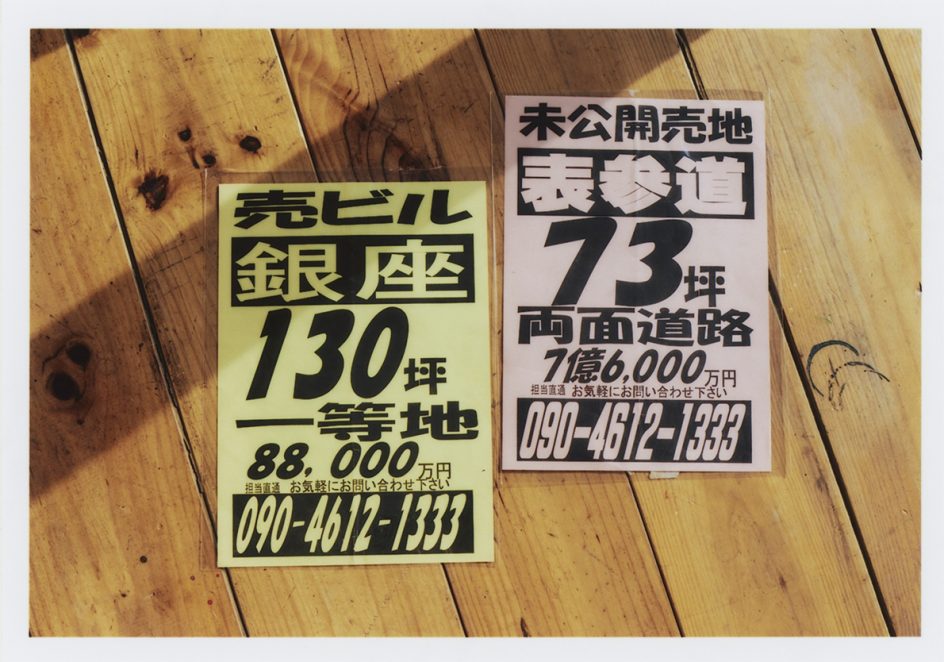 売ビル
銀座
130坪
一等地
88,000万円
担当直通 お気軽にお問い合わせ下さい
090-4612-1333
未公開売地
表参道
73坪
両面道路
7億6,000万円
担当直通 お気軽にお問い合わせ下さい
090-4612-1333